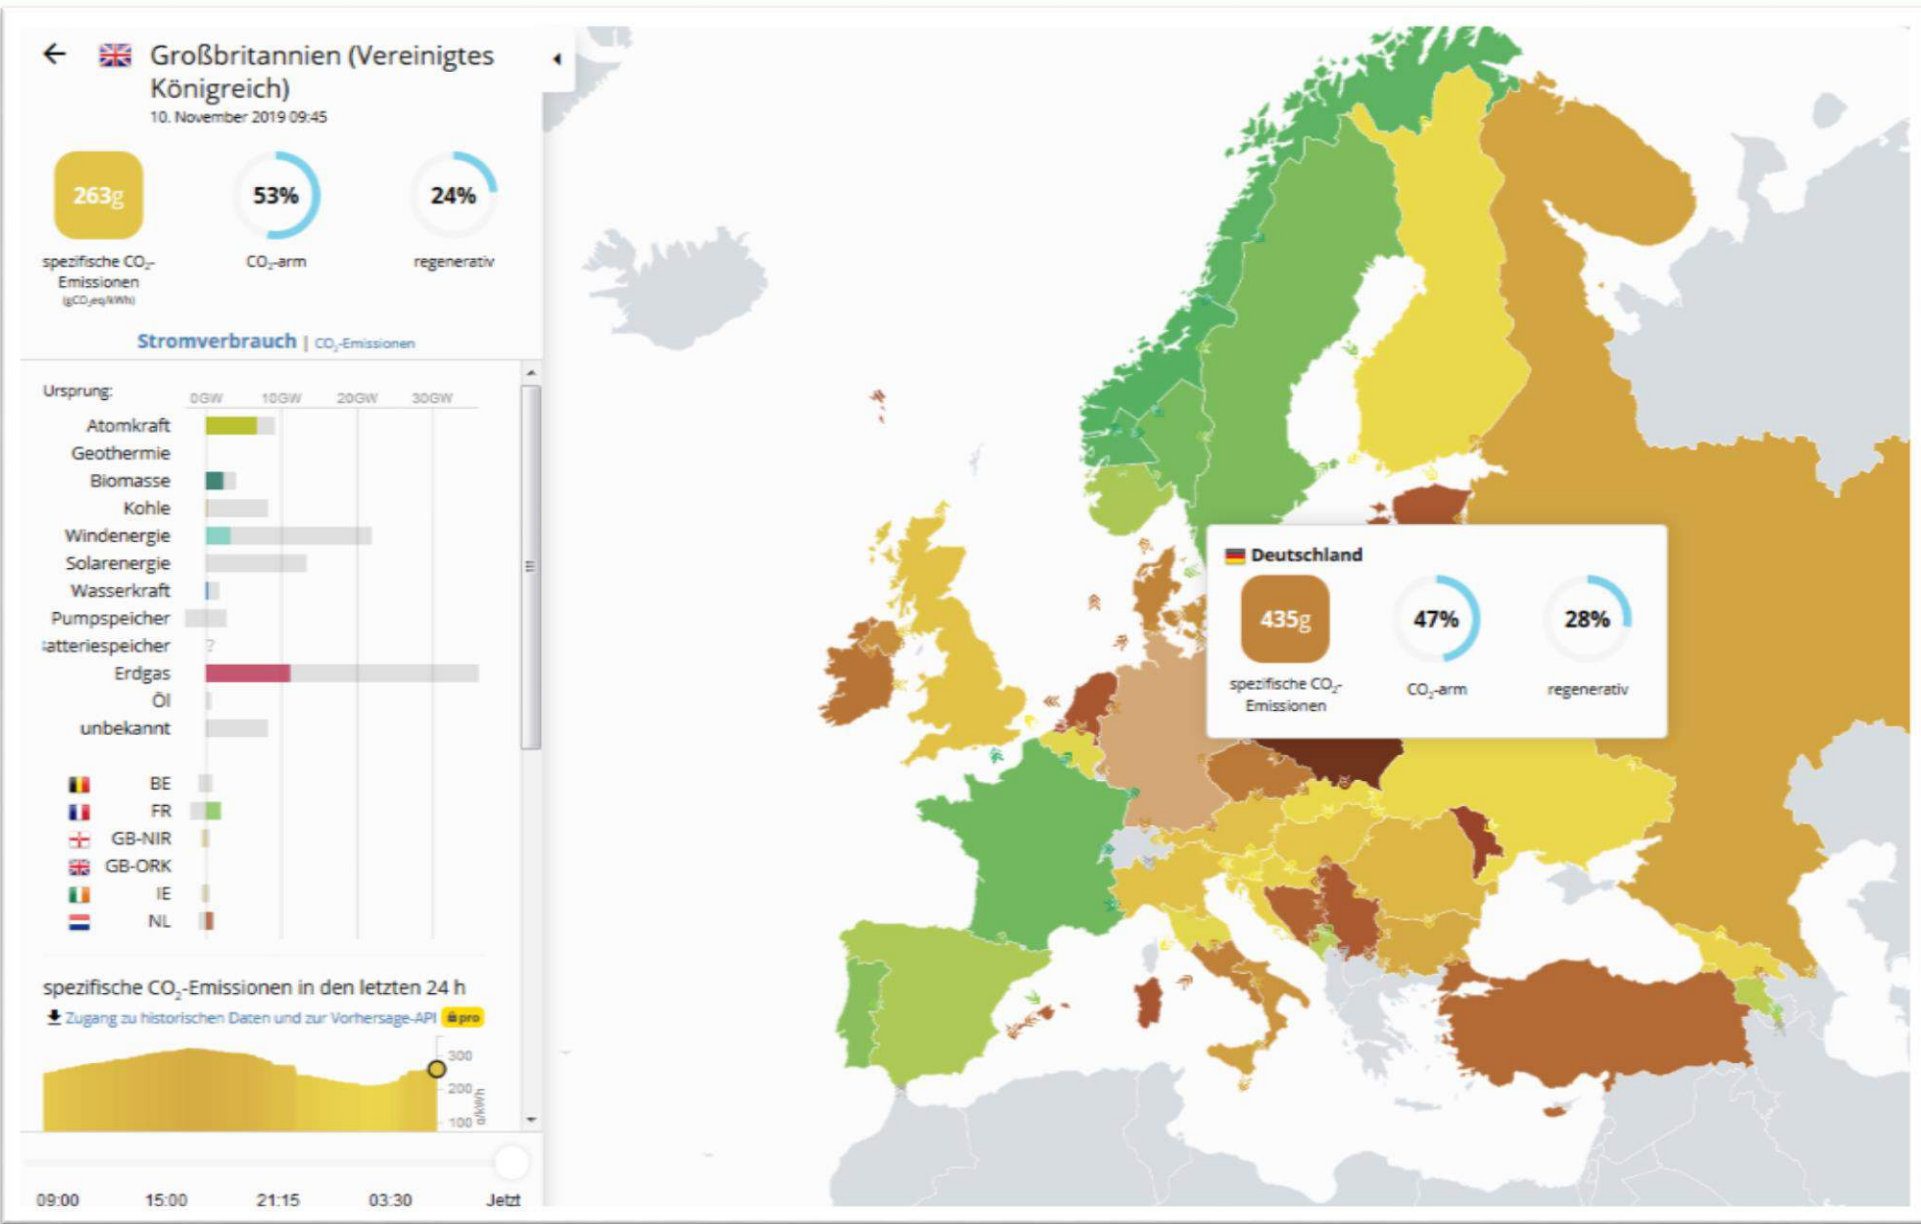 Großbritannien (Vereinigtes
Königreich)
10. November 2019 09:45
263g
53%
24%
spezifische CO₂-
Emissionen
(gCO₂eq/kWh)
CO₂-arm
regenerativ
Stromverbrauch | CO₂-Emissionen
Ursprung:
0GW 10GW 20GW 30GW
Atomkraft
Geothermie
Biomasse
Kohle
Windenergie
Solarenergie
Wasserkraft
Pumpspeicher
atteriespeicher ?
Erdgas
Öl
unbekannt
BE
FR
GB-NIR
GB-ORK
IE
NL
spezifische CO₂-Emissionen in den letzten 24 h
Zugang zu historischen Daten und zur Vorhersage-API pro
300
200
100
g/kWh
09:00 15:00 21:15 03:30 Jetzt
Deutschland
435g
47%
28%
spezifische CO₂-
Emissionen
CO₂-arm
regenerativ